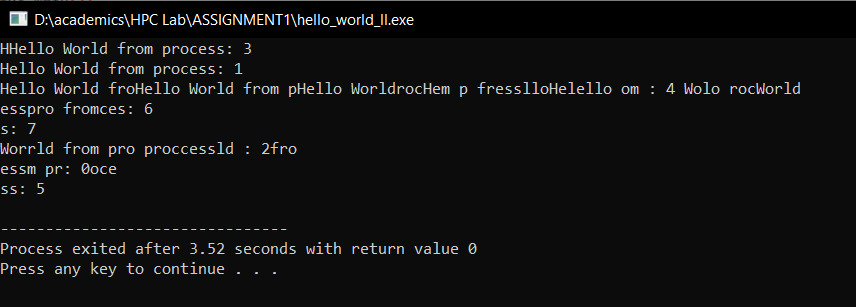 D:\academics\HPC Lab\ASSIGNMENT1\hello_world_II.exe
HHello World from process: 3
Hello World from process: 1
Hello World froHello World from pHello WorldrocHem p fresslloHelello om : 4 Wolo rocWorld
esspro fromces: 6
s: 7
Worrld from pro proccessld : 2fro
essm pr: 0oce
ss: 5
--------------------------------
Process exited after 3.52 seconds with return value 0
Press any key to continue . . .